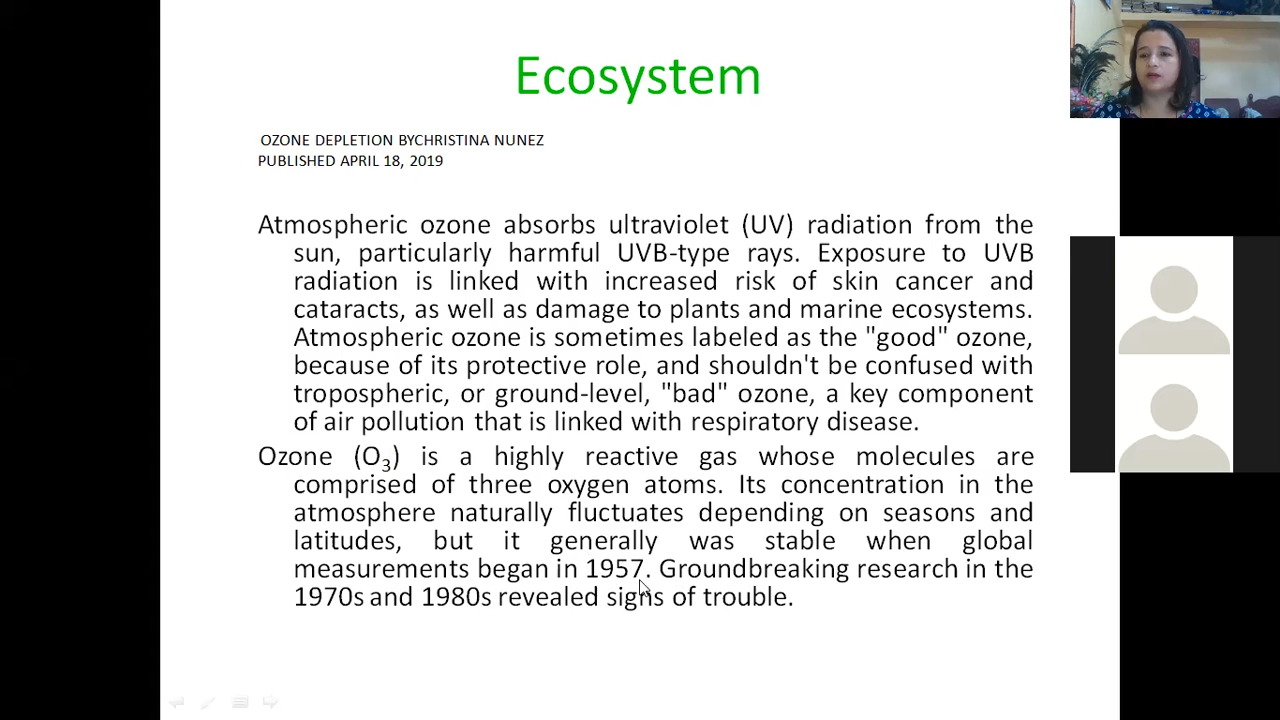 Ecosystem
OZONE DEPLETION BYCHRISTINA NUNEZ
PUBLISHED APRIL 18, 2019
Atmospheric ozone absorbs ultraviolet (UV) radiation from the
sun, particularly harmful UVB-type rays. Exposure to UVB
radiation is linked with increased risk of skin cancer and
cataracts, as well as damage to plants and marine ecosystems.
Atmospheric ozone is sometimes labeled as the "good" ozone,
because of its protective role, and shouldn't be confused with
tropospheric, or ground-level, "bad" ozone, a key component
of air pollution that is linked with respiratory disease.
Ozone (O3) is a highly reactive gas whose molecules are
comprised of three oxygen atoms. Its concentration in the
atmosphere naturally fluctuates depending on seasons and
latitudes, but it generally was stable when global
measurements began in 1957. Groundbreaking research in the
1970s and 1980s revealed signs of trouble.